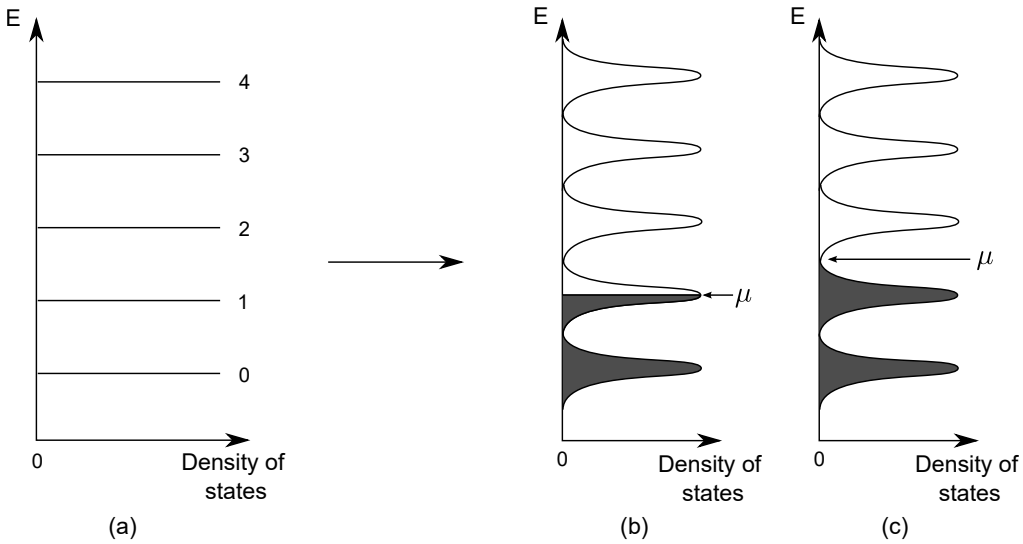 E
4
3
2
1
0
0
Density of
states
(a)
E
μ
0
Density of
states
(b)
E
μ
0
Density of
states
(c)